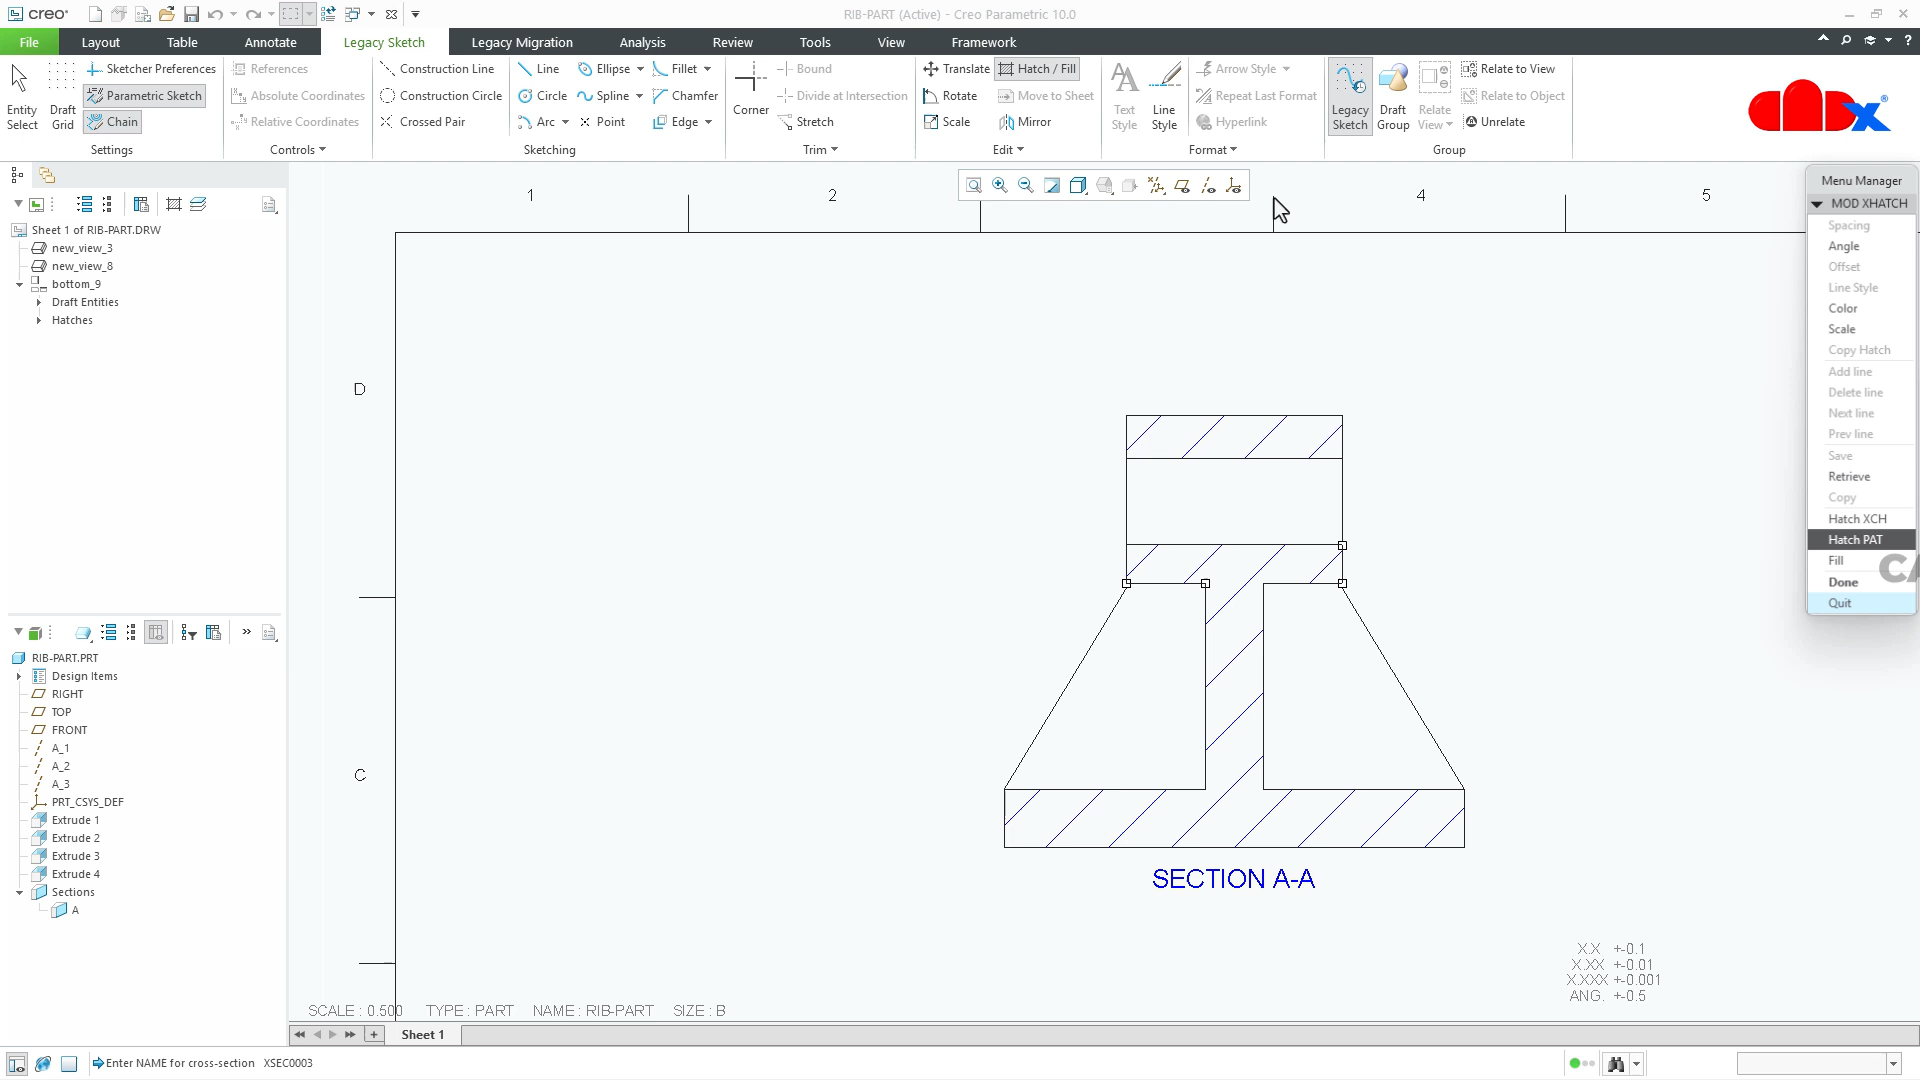 creo
RIB-PART (Active) - Creo Parametric 10.0
File
Layout
Table
Annotate
Legacy Sketch
Legacy Migration
Analysis
Review
Tools
View
Framework
Entity Select
Draft Grid
Sketcher Preferences
Parametric Sketch
Chain
Settings
References
Absolute Coordinates
Relative Coordinates
Controls
Construction Line
Construction Circle
Crossed Pair
Line
Circle
Arc
Ellipse
Spline
Point
Fillet
Chamfer
Edge
Sketching
Corner
Bound
Divide at Intersection
Stretch
Trim
Translate
Rotate
Scale
Hatch / Fill
Move to Sheet
Mirror
Edit
Text Style
Line Style
Arrow Style
Repeat Last Format
Hyperlink
Format
Legacy Sketch
Draft Group
Relate View
Relate to View
Relate to Object
Unrelate
Group
Sheet 1 of RIB-PART.DRW
new_view_3
new_view_8
bottom_9
Draft Entities
Hatches
RIB-PART.PRT
Design Items
RIGHT
TOP
FRONT
A_1
A_2
A_3
PRT_CSYS_DEF
Extrude 1
Extrude 2
Extrude 3
Extrude 4
Sections
A
1
2
4
5
D
C
SECTION A-A
X.X +-0.1
X.XX +-0.01
X.XXX +-0.001
ANG. +-0.5
SCALE : 0.500 TYPE : PART NAME : RIB-PART SIZE : B
Sheet 1
Enter NAME for cross-section XSEC0003
Menu Manager
MOD XHATCH
Spacing
Angle
Offset
Line Style
Color
Scale
Copy Hatch
Add line
Delete line
Next line
Prev line
Save
Retrieve
Copy
Hatch XCH
Hatch PAT
Fill
Done
Quit